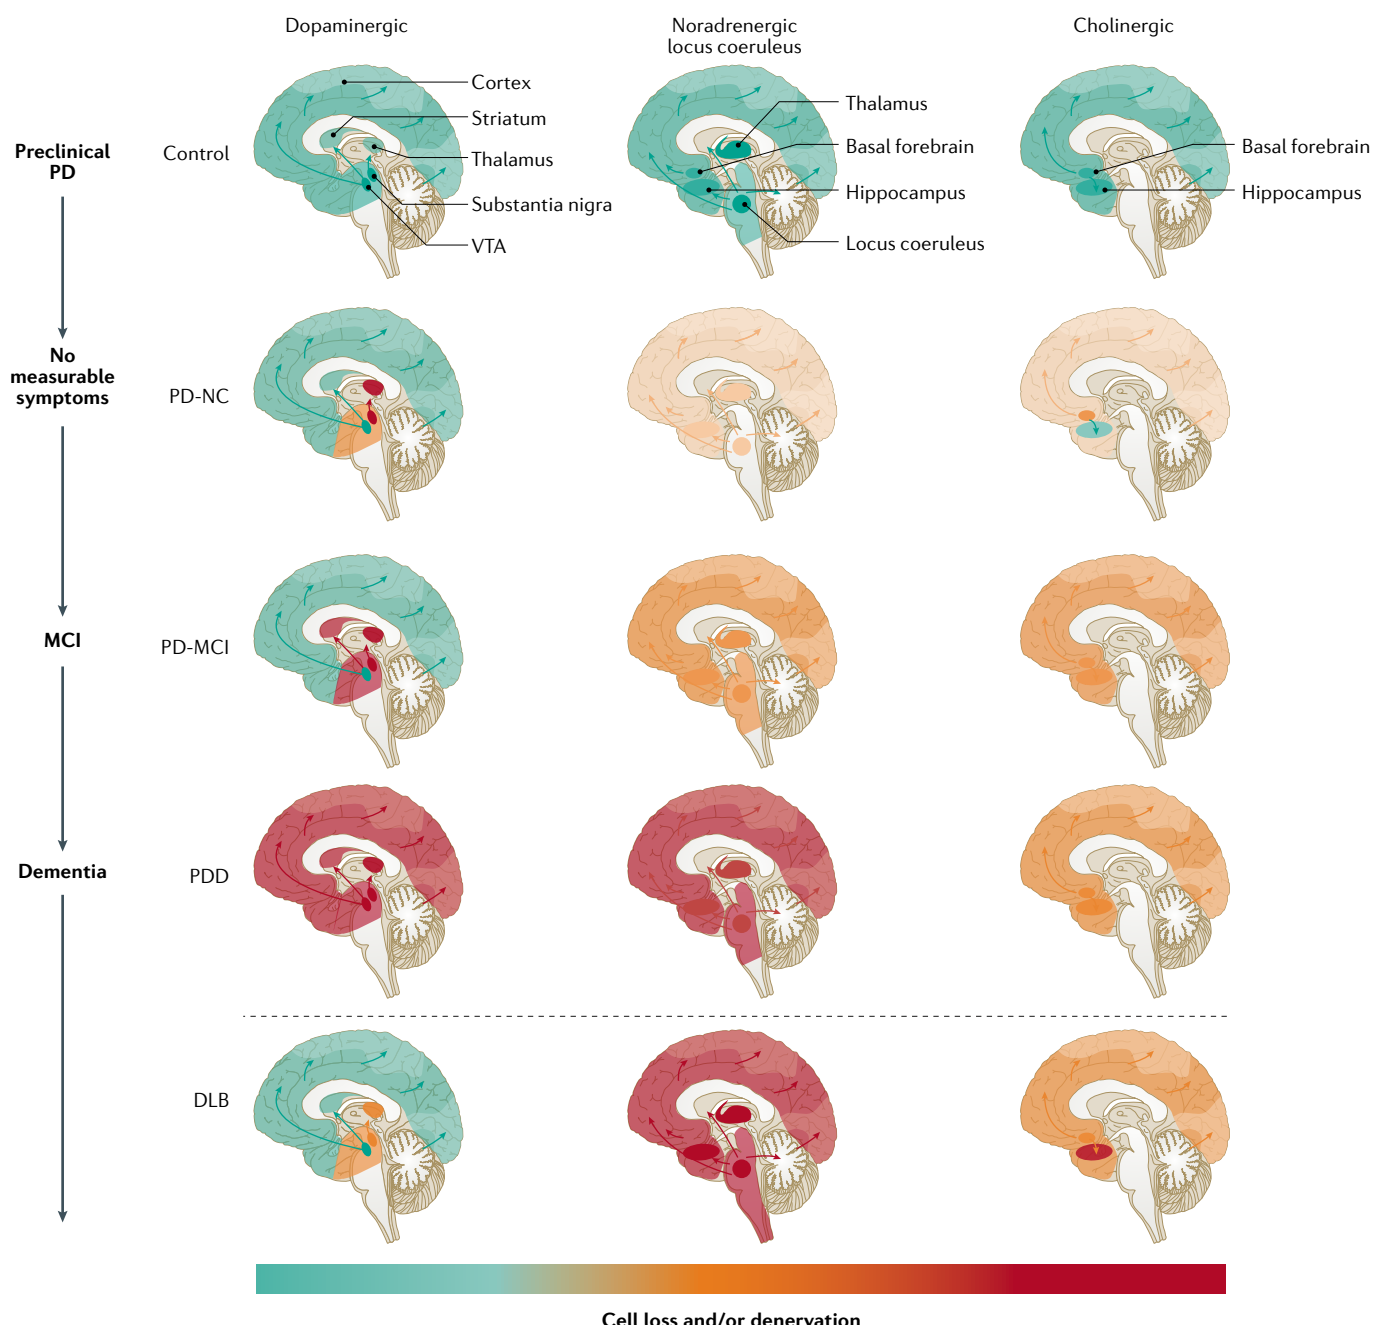 Dopaminergic
Noradrenergic
locus coeruleus
Cholinergic
Preclinical
PD
Control
Cortex
Striatum
Thalamus
Substantia nigra
VTA
Thalamus
Basal forebrain
Hippocampus
Locus coeruleus
Basal forebrain
Hippocampus
No
measurable
symptoms
PD-NC
MCI
PD-MCI
Dementia
PDD
DLB
Cell loss and/or denervation